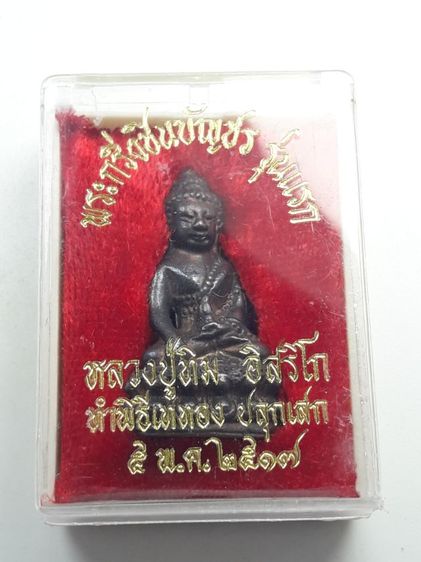 พระกริ่งชินบัญชร รุ่นแรก
หลวงปู่ทิม อิสริโก
ทำพิธีเททอง ปลุกเสก
๕ พ.ค.๒๕๑๗